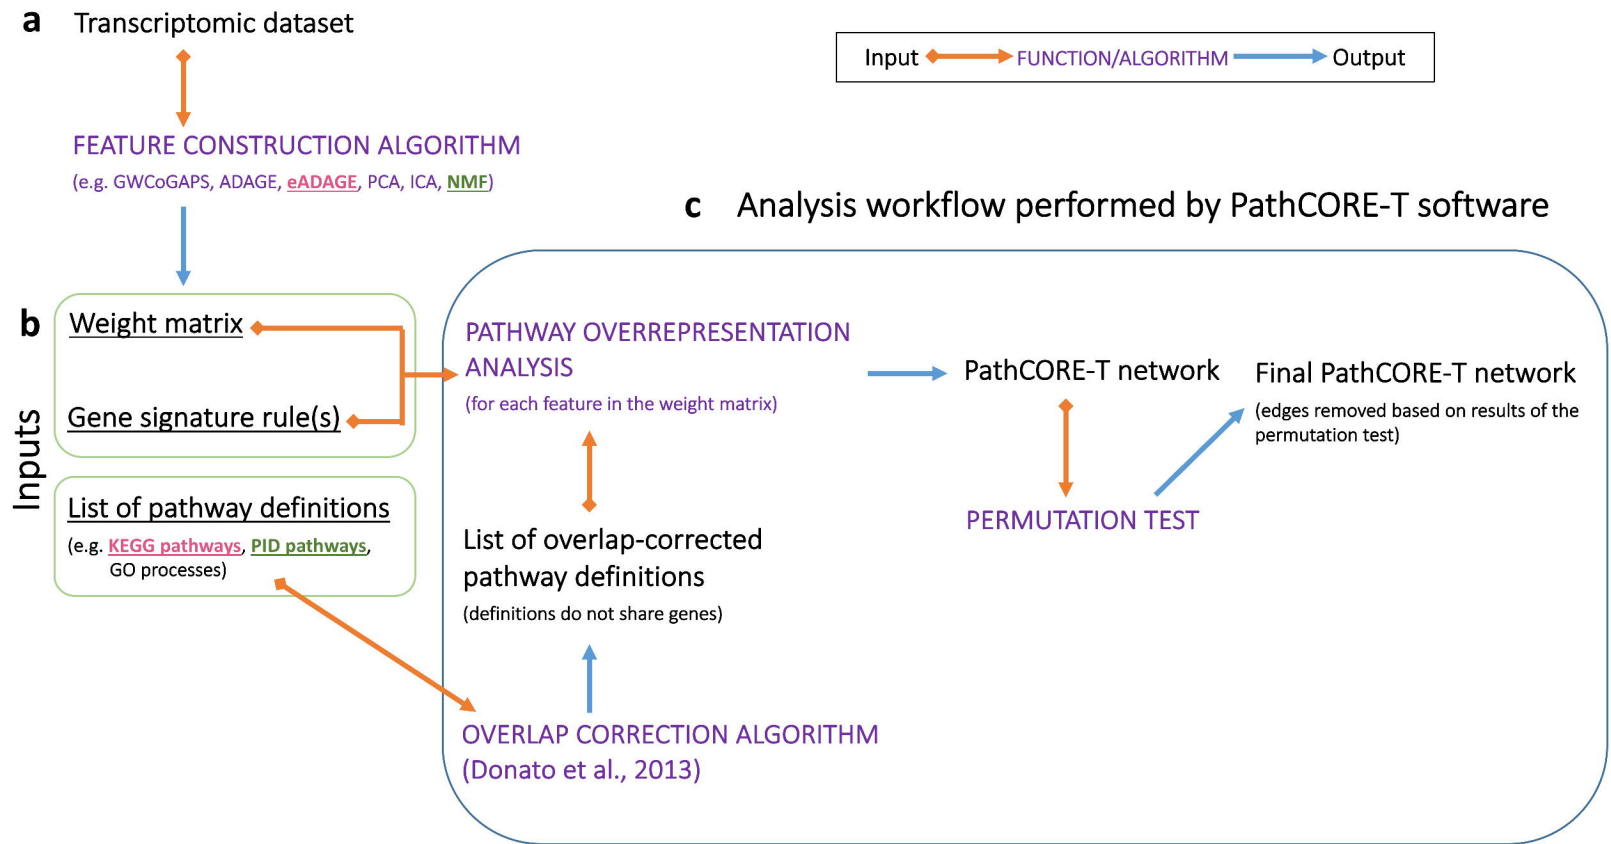 a Transcriptomic dataset
Input FUNCTION/ALGORITHM Output
FEATURE CONSTRUCTION ALGORITHM
(e.g. GWCoGAPS, ADAGE, eADAGE, PCA, ICA, NMF)
c Analysis workflow performed by PathCORE-T software
b
Inputs
Weight matrix
Gene signature rule(s)
List of pathway definitions
(e.g. KEGG pathways, PID pathways,
GO processes)
PATHWAY OVERREPRESENTATION
ANALYSIS
(for each feature in the weight matrix)
List of overlap-corrected
pathway definitions
(definitions do not share genes)
OVERLAP CORRECTION ALGORITHM
(Donato et al., 2013)
PathCORE-T network
PERMUTATION TEST
Final PathCORE-T network
(edges removed based on results of the
permutation test)